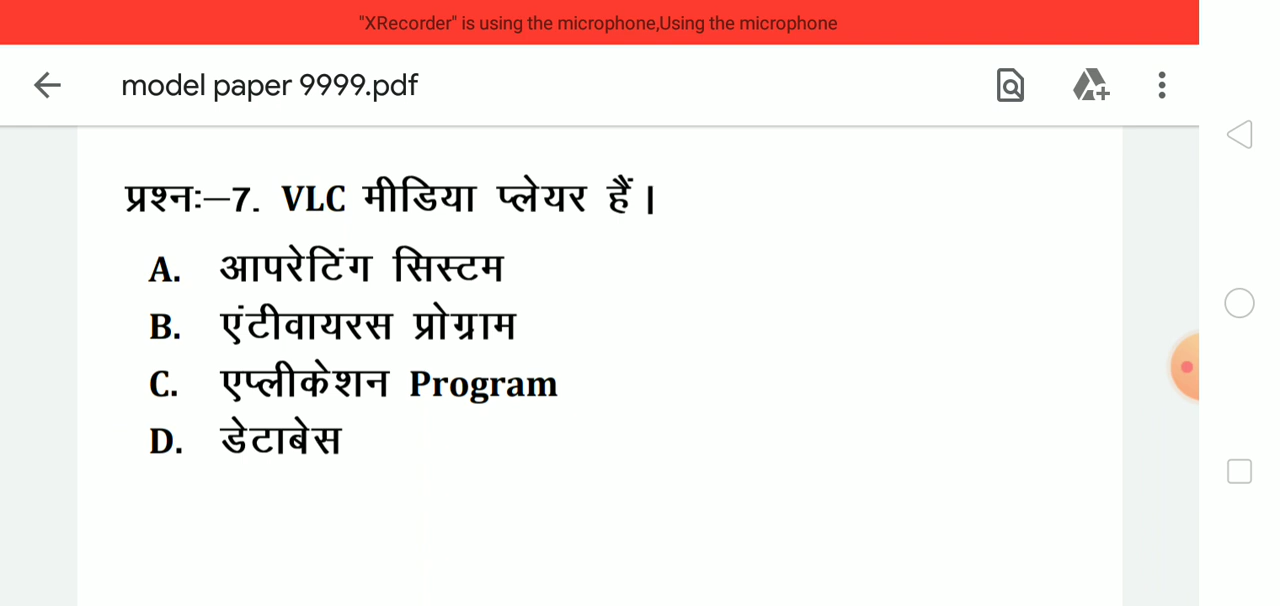 "XRecorder" is using the microphone,Using the microphone
model paper 9999.pdf
प्रश्नः–7. VLC मीडिया प्लेयर हैं।
A. आपरेटिंग सिस्टम
B. एंटीवायरस प्रोग्राम
C. एप्लीकेशन Program
D. डेटाबेस